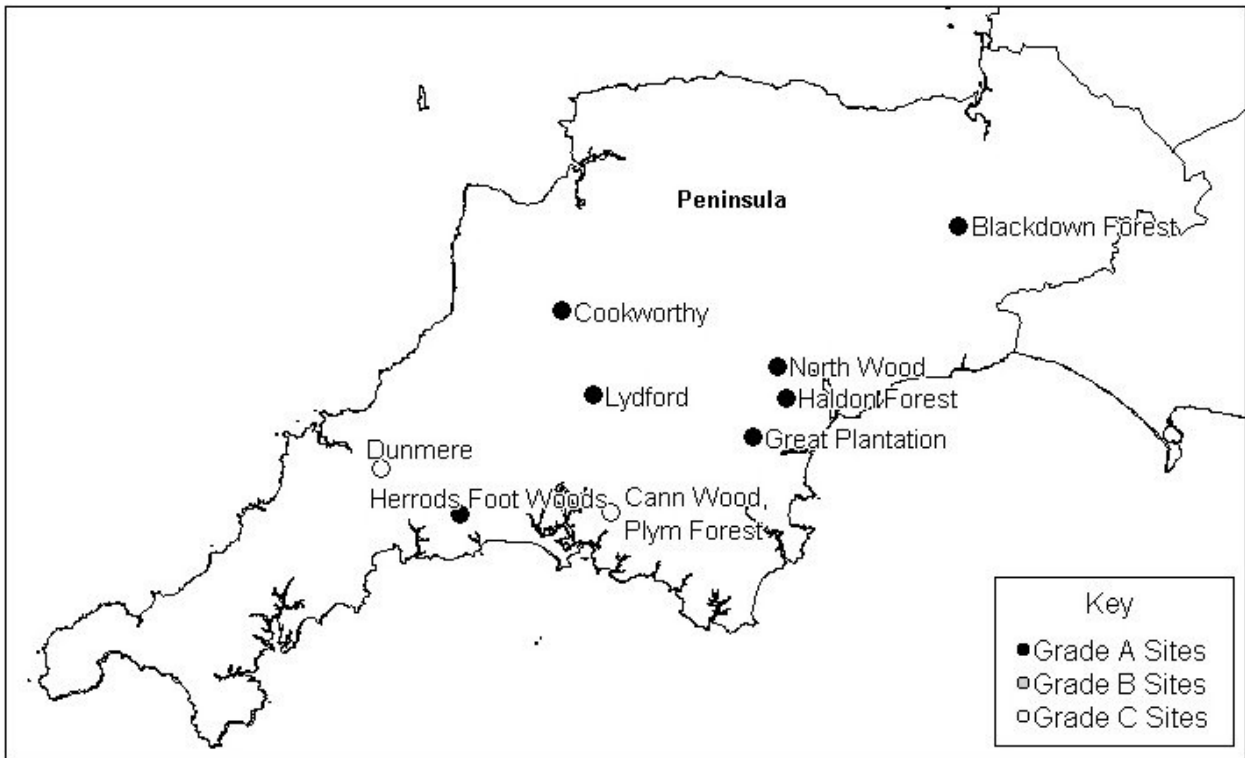 Peninsula
Blackdown Forest
Cookworthy
North Wood
Lydford
Haldon Forest
Great Plantation
Dunmere
Herrods Foot Woods
Cann Wood,
Plym Forest
Key
Grade A Sites
Grade B Sites
Grade C Sites